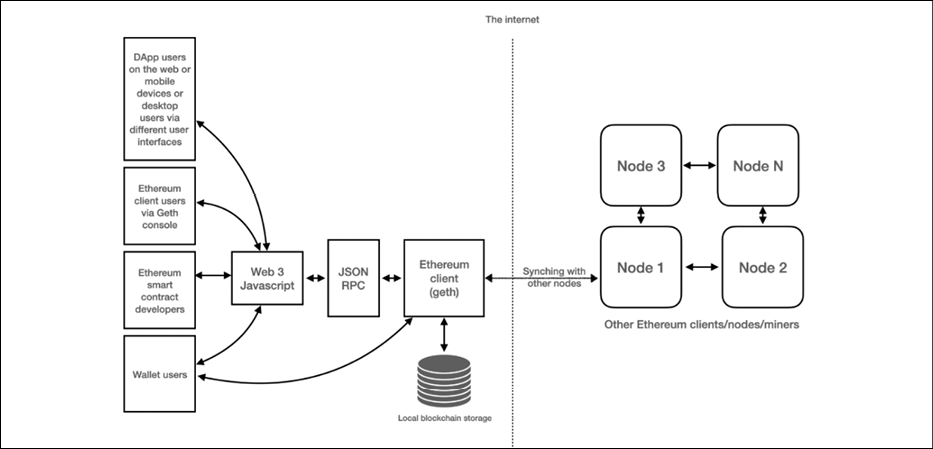 The internet
DApp users
on the web or
mobile
devices or
desktop
users via
different user
interfaces
Ethereum
client users
via Geth
console
Ethereum
smart
contract
developers
Wallet users
Web 3
Javascript
JSON
RPC
Ethereum
client
(geth)
Local blockchain storage
Synching with
other nodes
Node 3
Node N
Node 1
Node 2
Other Ethereum clients/nodes/miners